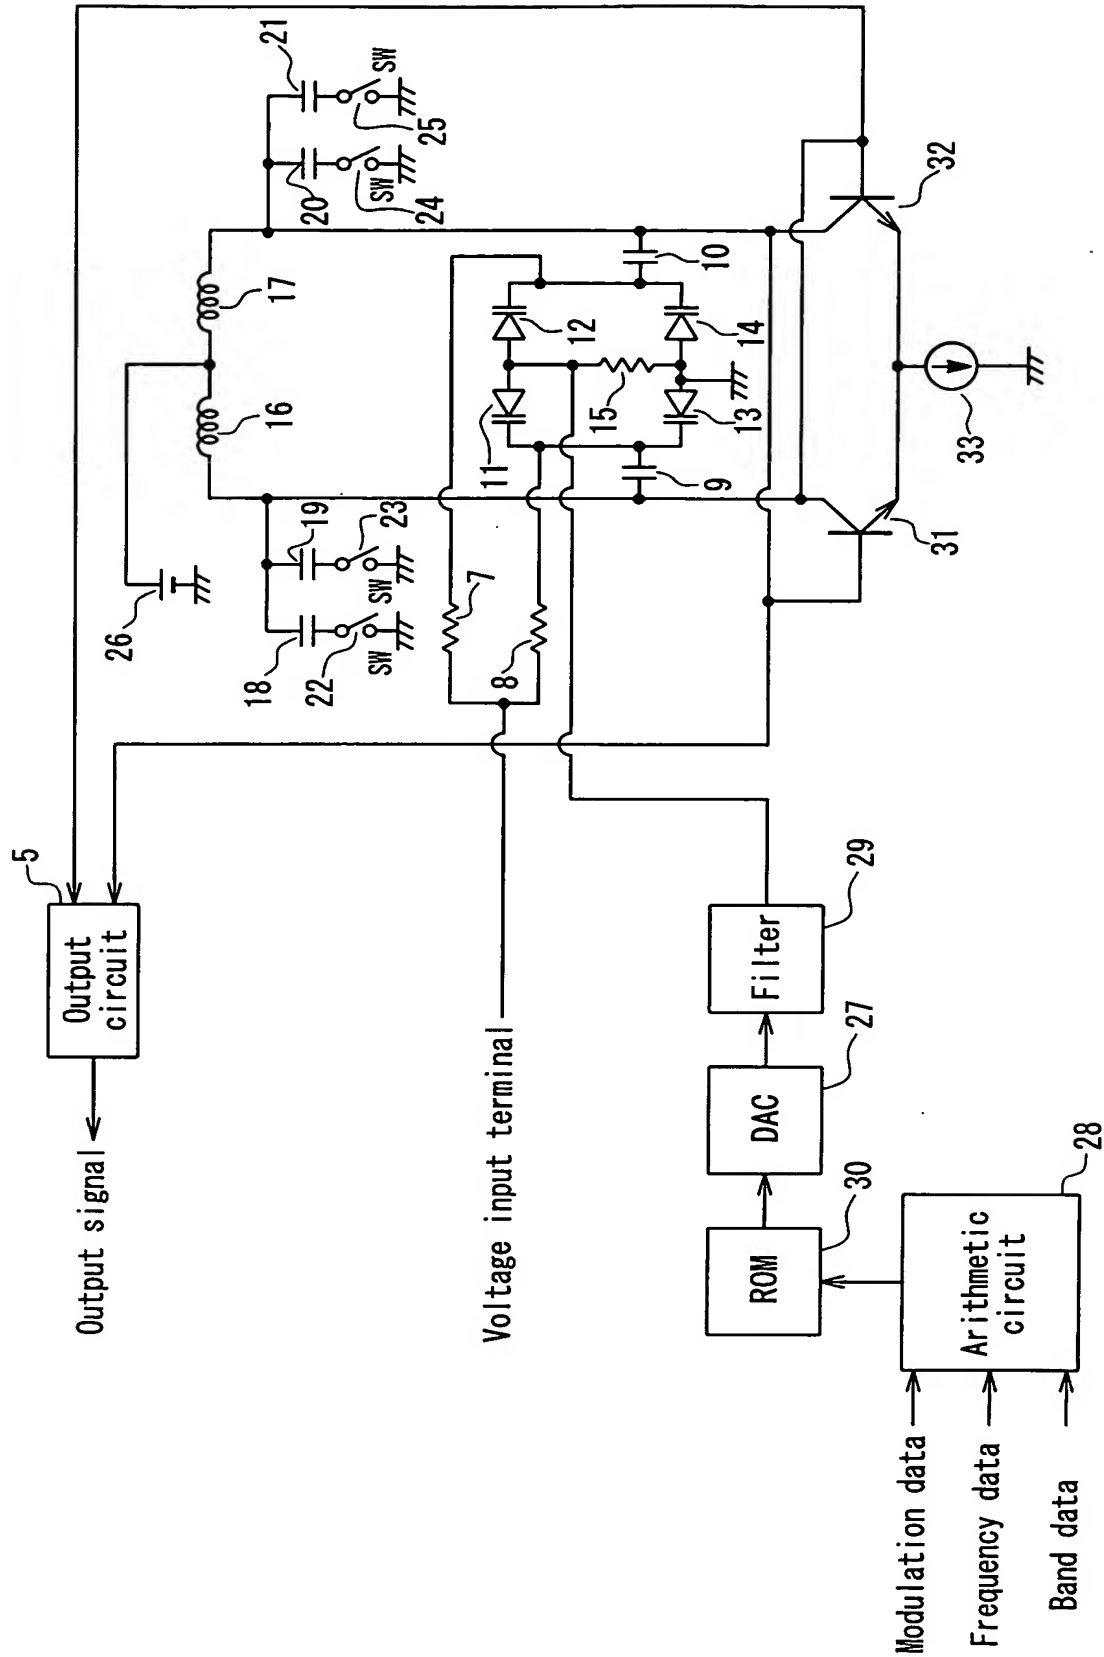 21
SW
25
20
SW
24
17
26
16
19
23
SW
18
22
SW
7
8
12
10
11
14
15
13
9
32
31
33
5
Output
circuit
Output signal
Voltage input terminal
Filter
29
DAC
27
ROM
30
Arithmetic
circuit
28
Modulation data
Frequency data
Band data